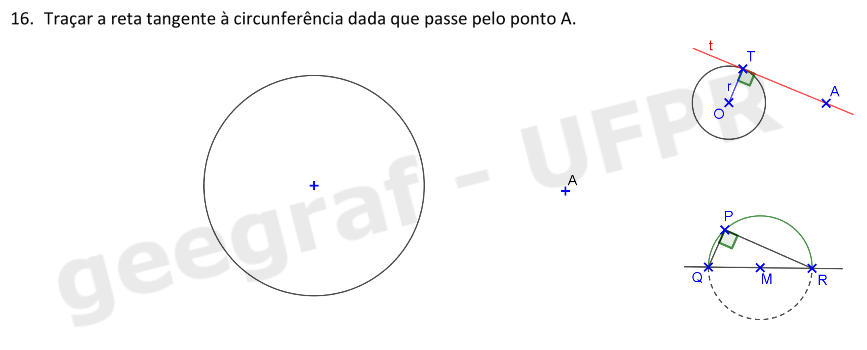 16. Traçar a reta tangente à circunferência dada que passe pelo ponto A.
t
T
r
A
O
A
geegraf - UFPR
P
Q
M
R